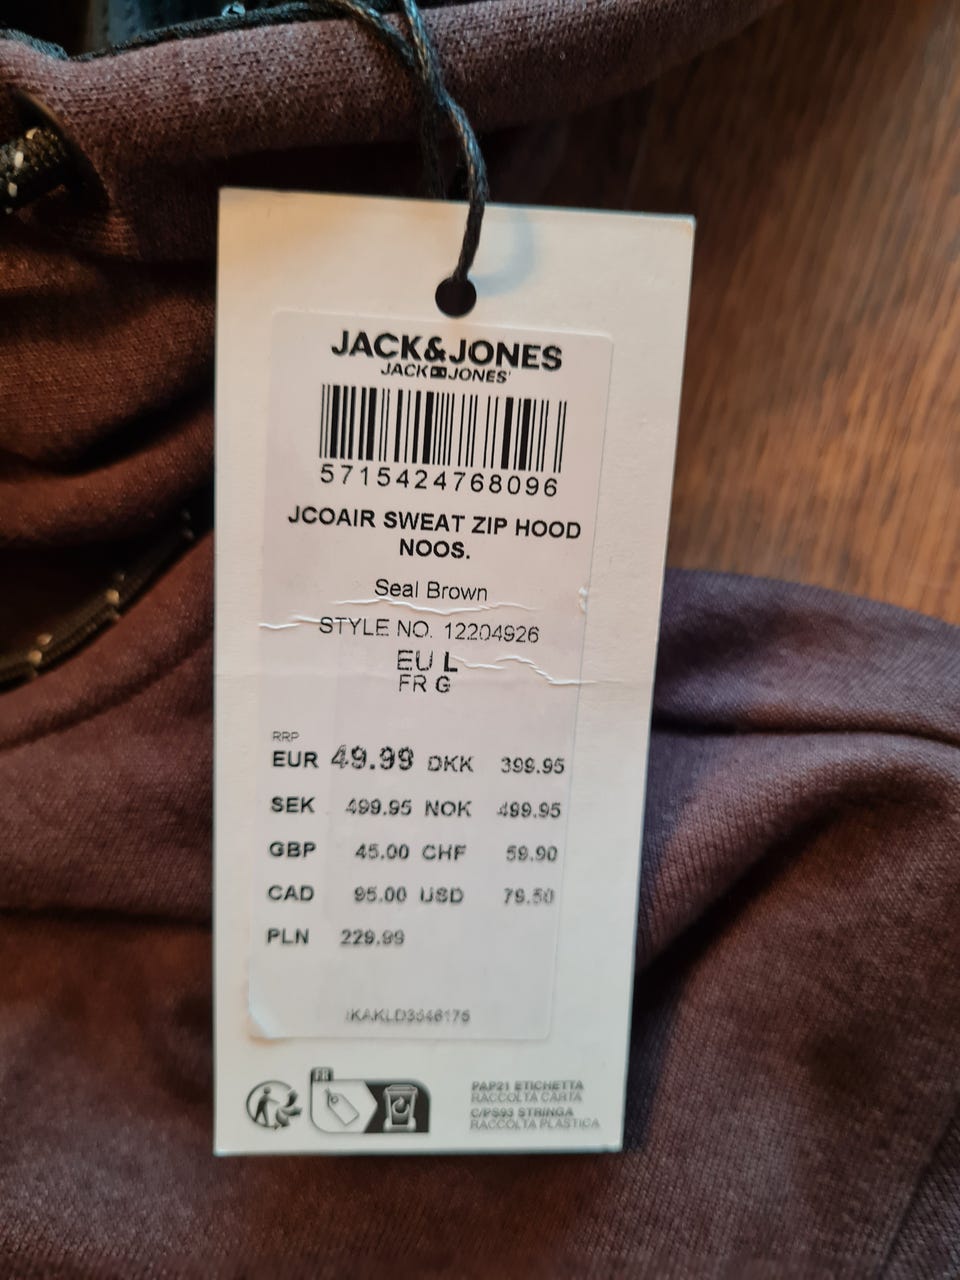 JACK&JONES
JACK JONES
5715424768096
JCOAIR SWEAT ZIP HOOD
NOOS.
Seal Brown
STYLE NO. 12204926
EU L
FR G
RRP
EUR 49.99 DKK 399.95
SEK 499.95 NOK 499.95
GBP 45.00 CHF 59.90
CAD 95.00 USD 79.50
PLN 229.99
FR
PAP21 ETICHETTA
RACCOLTA CARTA
C/PS93 STRINGA
RACCOLTA PLASTICA